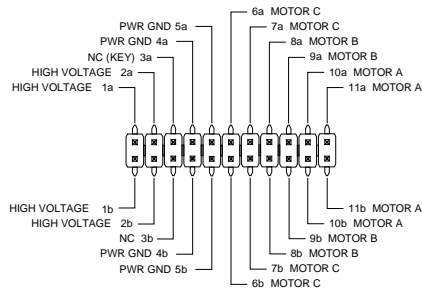 6a MOTOR C
PWR GND 5a
7a MOTOR C
PWR GND 4a
8a MOTOR B
NC (KEY) 3a
9a MOTOR B
HIGH VOLTAGE 2a
10a MOTOR A
HIGH VOLTAGE 1a
11a MOTOR A
HIGH VOLTAGE 1b
11b MOTOR A
HIGH VOLTAGE 2b
10b MOTOR A
NC 3b
9b MOTOR B
PWR GND 4b
8b MOTOR B
PWR GND 5b
7b MOTOR C
6b MOTOR C